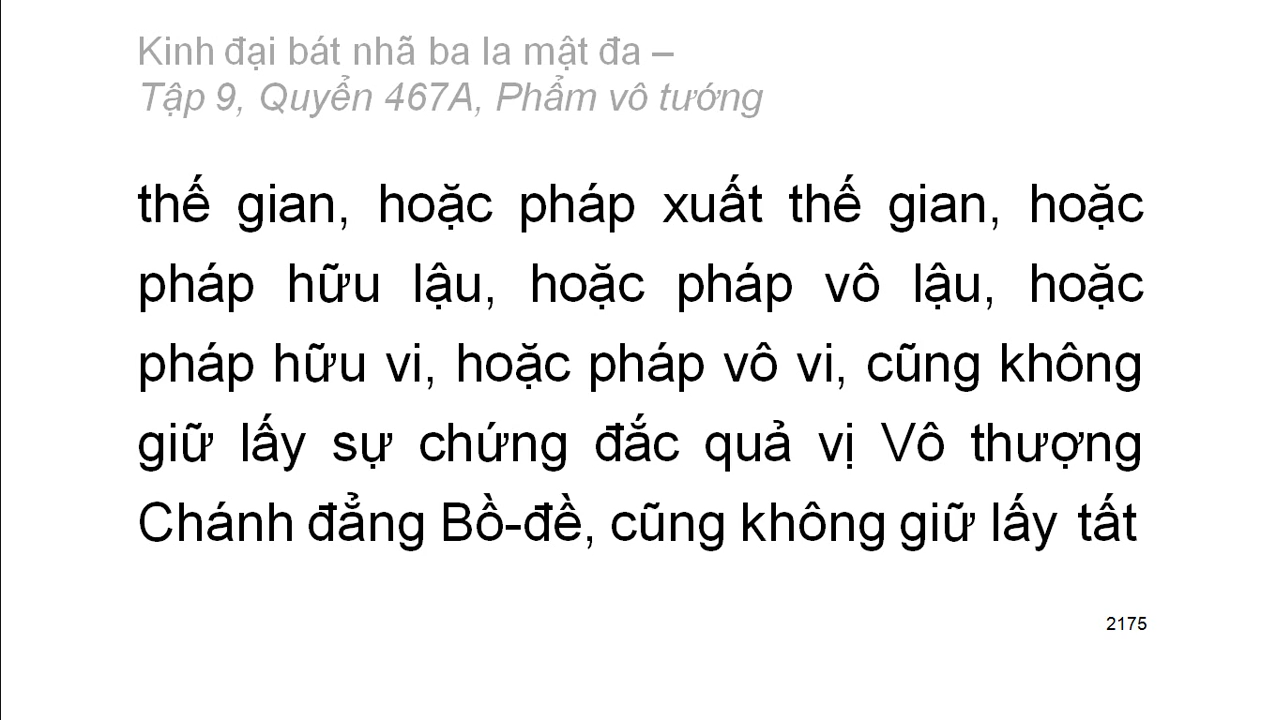 Kinh đại bát nhã ba la mật đa –
Tập 9, Quyển 467A, Phẩm vô tướng
thế gian, hoặc pháp xuất thế gian, hoặc
pháp hữu lậu, hoặc pháp vô lậu, hoặc
pháp hữu vi, hoặc pháp vô vi, cũng không
giữ lấy sự chứng đắc quả vị Vô thượng
Chánh đẳng Bồ-đề, cũng không giữ lấy tất
2175